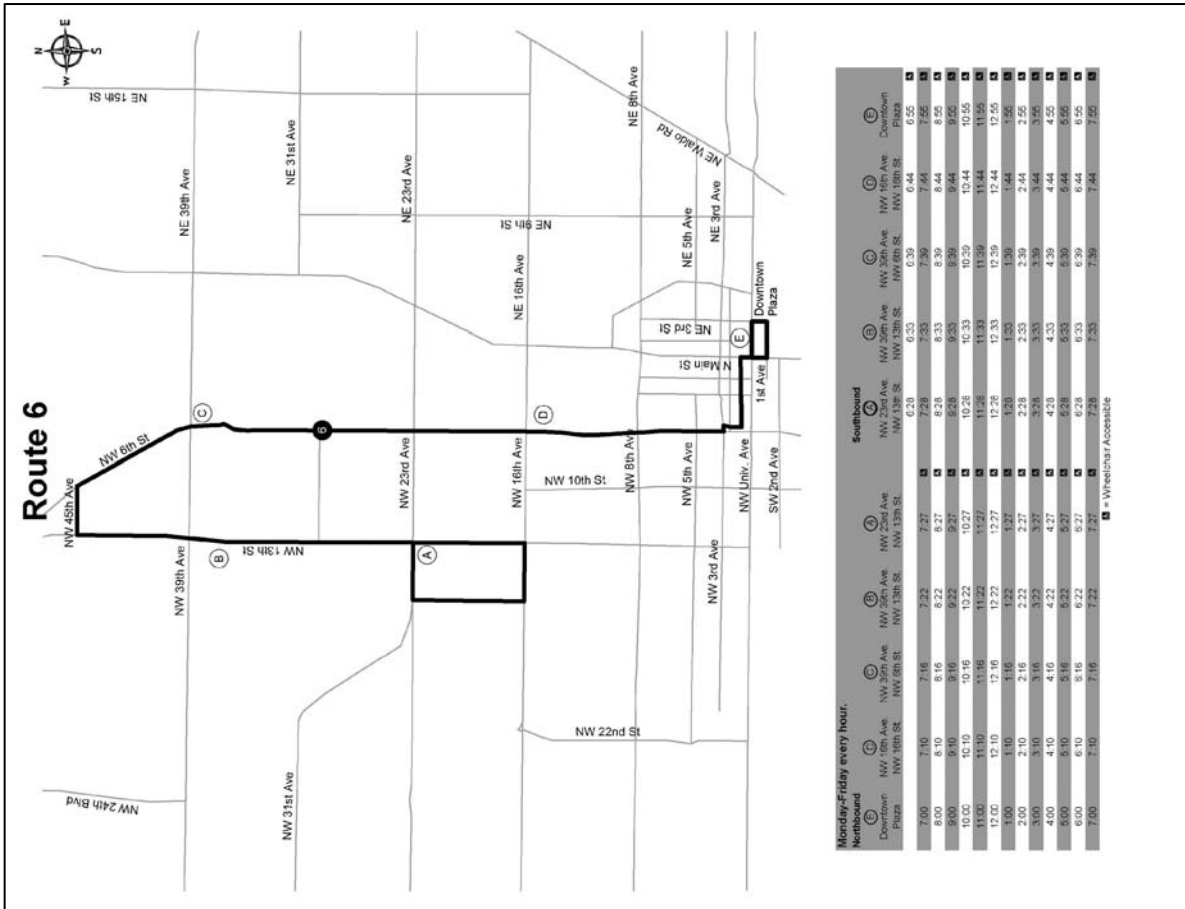 Route 6
N
E
W
S
NW 45th Ave
NW 6th St
NE 15th St
NW 39th Ave
NE 39th Ave
C
B
NW 13th St
6
NE 31st Ave
NW 24th Blvd
NW 31st Ave
NW 23rd Ave
NE 23rd Ave
A
NE 9th St
NW 16th Ave
NE 16th Ave
D
NW 10th St
NW 22nd St
NW 8th Ave
NE 8th Ave
NE Waldo Rd
NW 5th Ave
NE 5th Ave
NW 3rd Ave
NE 3rd Ave
N Main St
NE 3rd St
E
NW Univ. Ave
1st Ave
Downtown
Plaza
SW 2nd Ave
Monday-Friday every hour.
Northbound Southbound
E D C B A A B C D E
Downtown NW 16th Ave. NW 39th Ave. NW 39th Ave. NW 23rd Ave. NW 23rd Ave. NW 39th Ave. NW 39th Ave. NW 16th Ave. Downtown
Plaza NW 16th St. NW 6th St. NW 13th St. NW 13th St. NW 13th St. NW 13th St. NW 6th St. NW 16th St. Plaza
6:28 6:33 6:39 6:44 6:55
7:00 7:10 7:16 7:22 7:27 7:28 7:33 7:39 7:44 7:55
8:00 8:10 8:16 8:22 8:27 8:28 8:33 8:39 8:44 8:55
9:00 9:10 9:16 9:22 9:27 9:28 9:33 9:39 9:44 9:55
10:00 10:10 10:16 10:22 10:27 10:28 10:33 10:39 10:44 10:55
11:00 11:10 11:16 11:22 11:27 11:28 11:33 11:39 11:44 11:55
12:00 12:10 12:16 12:22 12:27 12:28 12:33 12:39 12:44 12:55
1:00 1:10 1:16 1:22 1:27 1:28 1:33 1:39 1:44 1:55
2:00 2:10 2:16 2:22 2:27 2:28 2:33 2:39 2:44 2:55
3:00 3:10 3:16 3:22 3:27 3:28 3:33 3:39 3:44 3:55
4:00 4:10 4:16 4:22 4:27 4:28 4:33 4:39 4:44 4:55
5:00 5:10 5:16 5:22 5:27 5:28 5:33 5:39 5:44 5:55
6:00 6:10 6:16 6:22 6:27 6:28 6:33 6:39 6:44 6:55
7:00 7:10 7:16 7:22 7:27 7:28 7:33 7:39 7:44 7:55
= Wheelchair Accessible